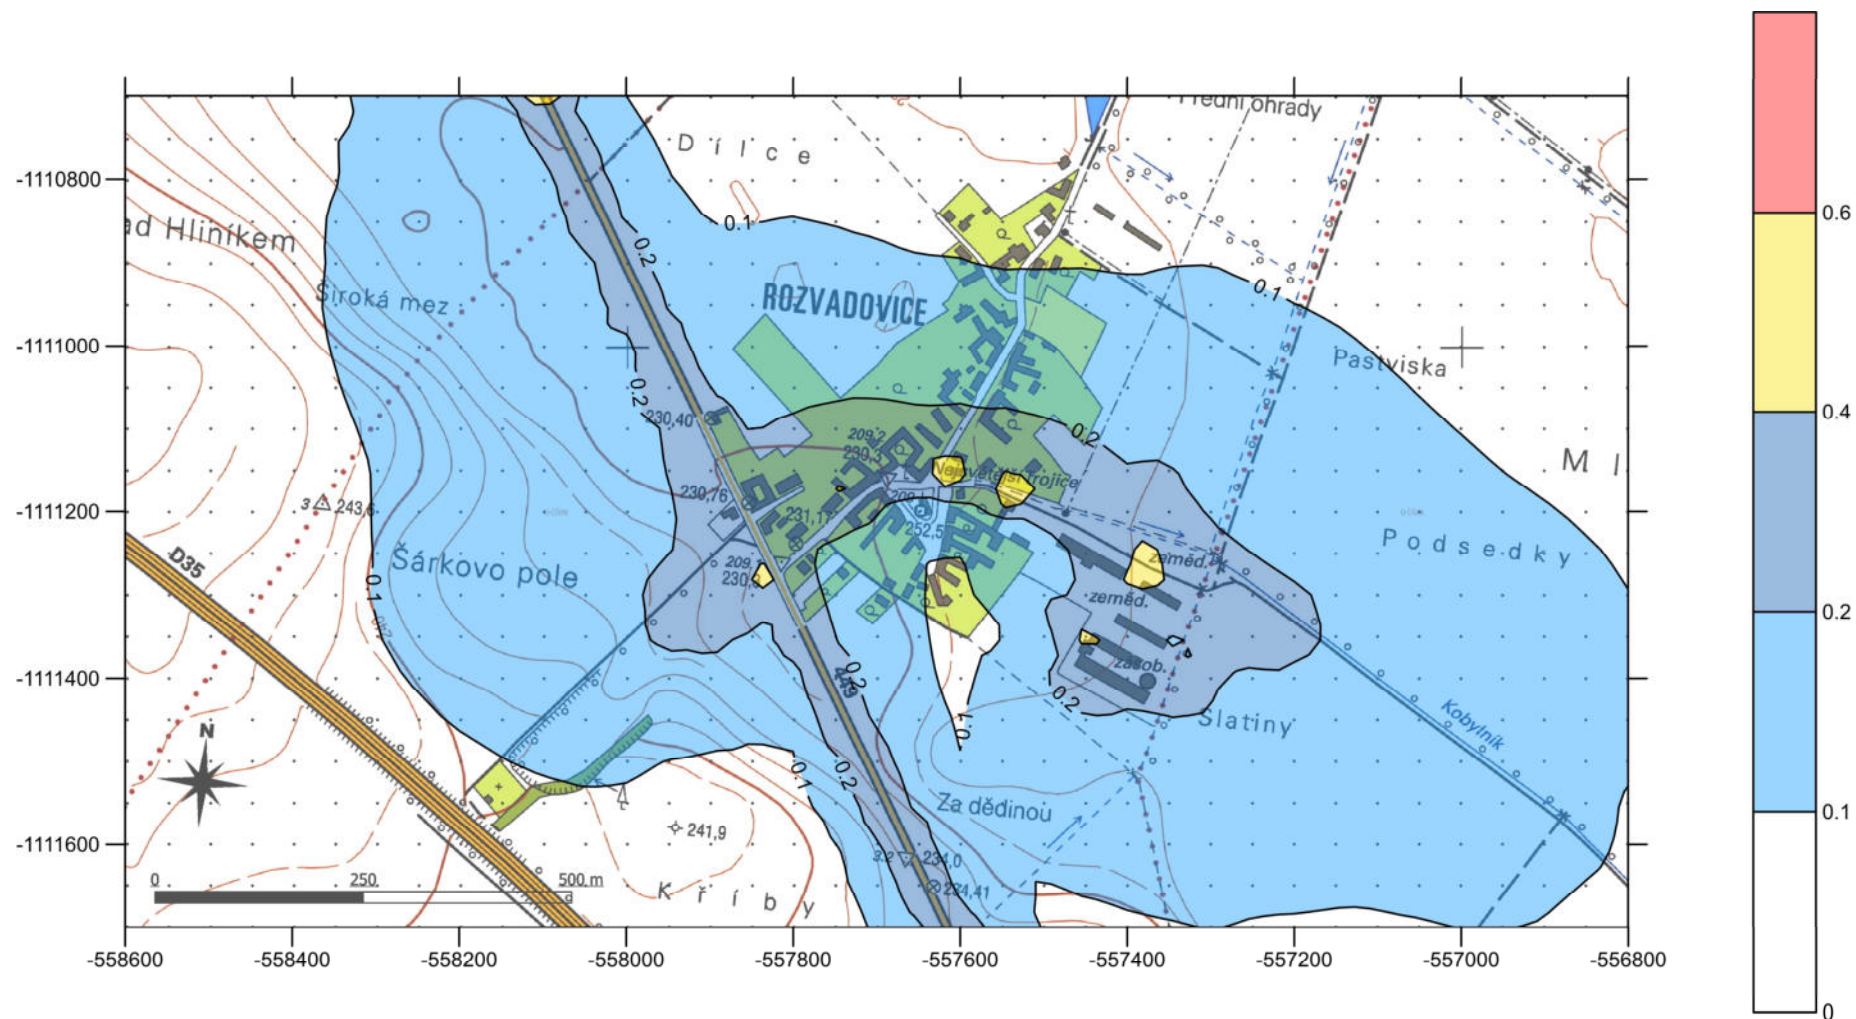 Přední ohrady
D í l c e
ad Hliníkem
0.1
0.2
Široká mez
ROZVADOVICE
0.1
Pastviska
0.2
230,40
209.2
230,3
0.2
M l
Nejsvětější Trojice
230,76
3 243,6
231,17
252,5
Podsedky
D35
Šárkovo pole
209.
230,
zeměd.
zeměd.
0.1
240
zásob.
0.2
449
0.2
0.1
Slatiny
Kobylník
N
0.1
0.2
Za dědinou
241,9
3.2 234,0
234,41
K ř í b y
0 250 500 m
-1110800
-1111000
-1111200
-1111400
-1111600
-558600 -558400 -558200 -558000 -557800 -557600 -557400 -557200 -557000 -556800
0.6
0.4
0.2
0.1
0